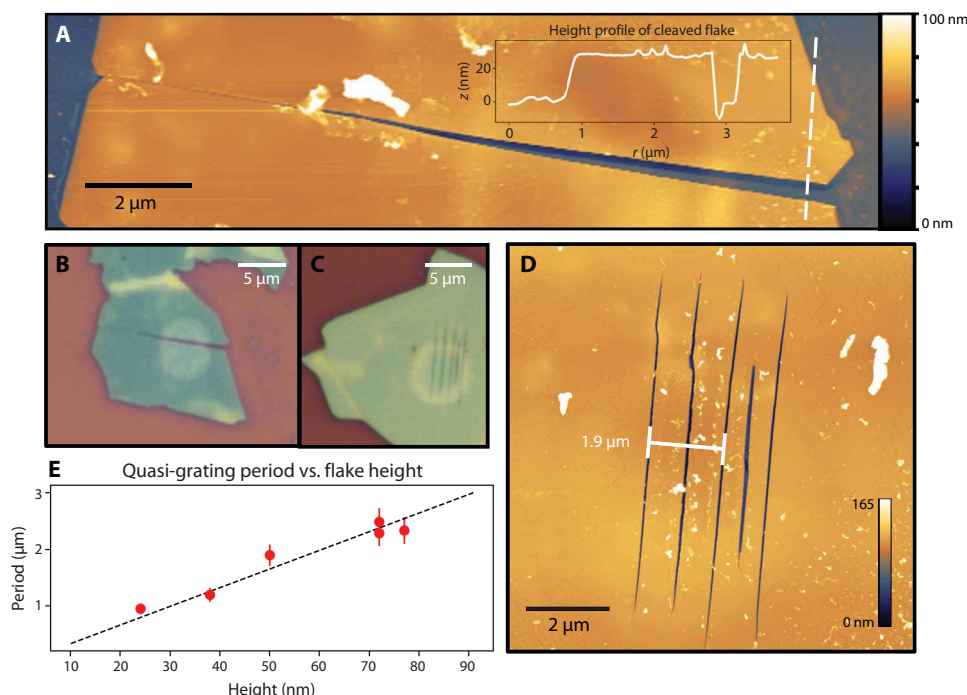 A
Height profile of cleaved flake
20
0
z (nm)
0 1 2 3
r (µm)
2 µm
100 nm
0 nm
B
5 µm
C
5 µm
D
1.9 µm
2 µm
165
0 nm
E
Quasi-grating period vs. flake height
3
2
1
Period (µm)
10 20 30 40 50 60 70 80 90
Height (nm)